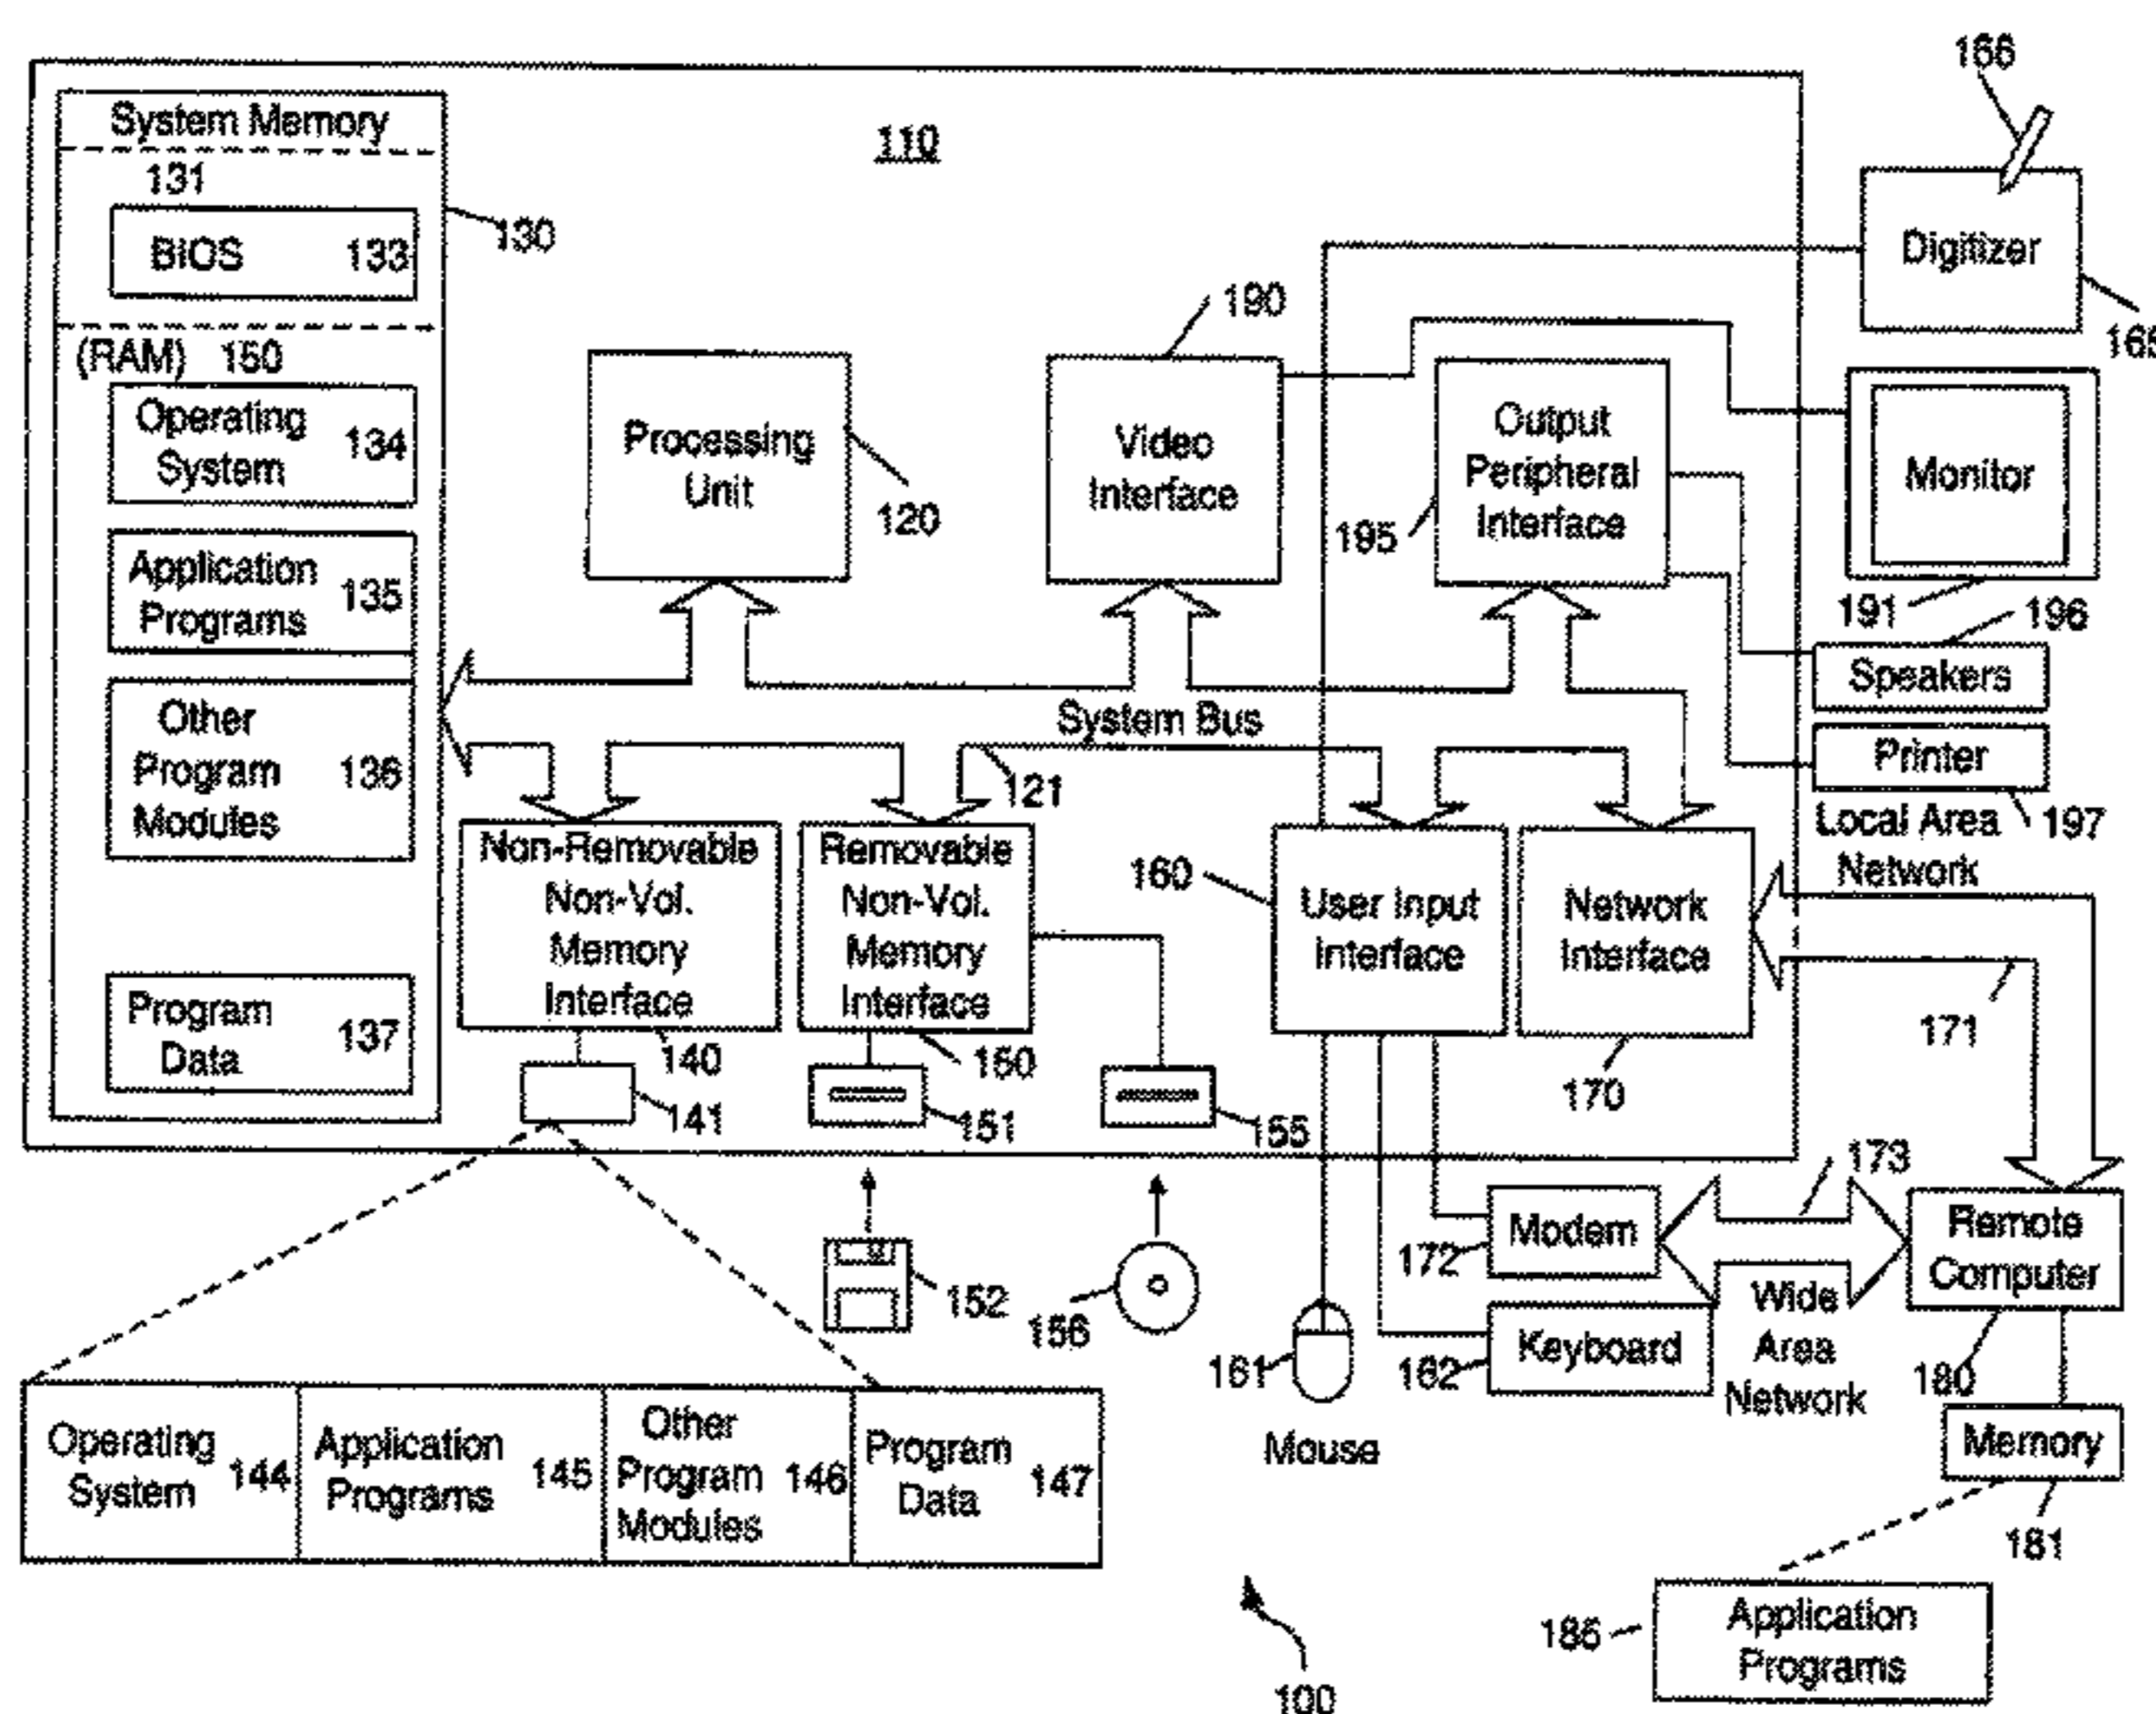 166
System Memory
110
131
BIOS 133
130
Digitizer
165
190
(RAM) 150
Operating
System
134
Processing
Unit
120
Video
Interface
Output
Peripheral
Interface
195
Monitor
191
196
Application
Programs
135
Speakers
Other
Program
Modules
136
System Bus
121
Printer
197
Local Area
Network
Non-Removable
Non-Vol.
Memory
Interface
140
Removable
Non-Vol.
Memory
Interface
150
160
User Input
Interface
Network
Interface
170
171
Program
Data
137
141
151
155
173
Modem
172
Remote
Computer
180
152
156
161
Mouse
Keyboard
162
Wide
Area
Network
Operating
System
144
Application
Programs
145
Other
Program
Modules
146
Program
Data
147
Memory
181
Application
Programs
100